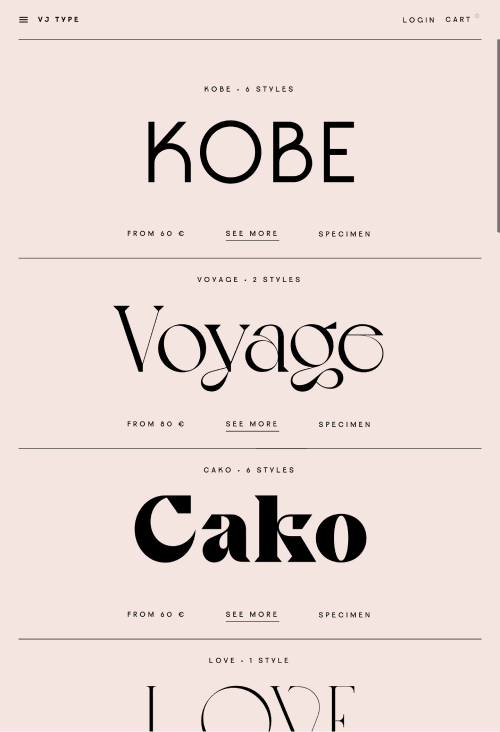 VJ TYPE LOGIN CART 0
KOBE • 6 STYLES
KOBE
FROM 60 € SEE MORE SPECIMEN
VOYAGE • 2 STYLES
Voyage
FROM 80 € SEE MORE SPECIMEN
CAKO • 6 STYLES
Cako
FROM 60 € SEE MORE SPECIMEN
LOVE • 1 STYLE
LOVE